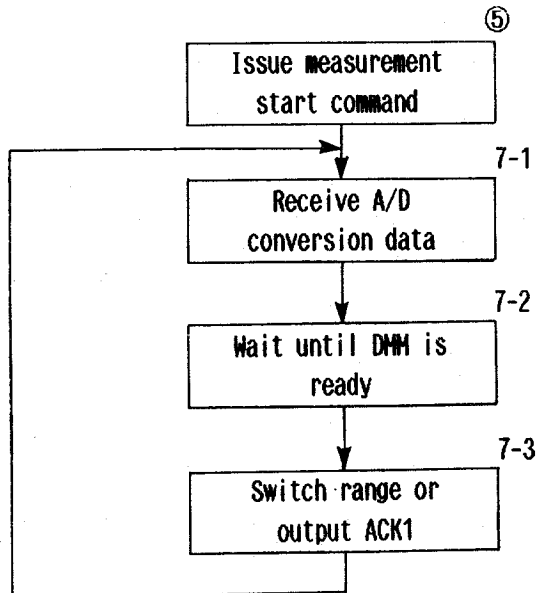 ⑤
Issue measurement
start command
7-1
Receive A/D
conversion data
7-2
Wait until DMM is
ready
7-3
Switch range or
output ACK1